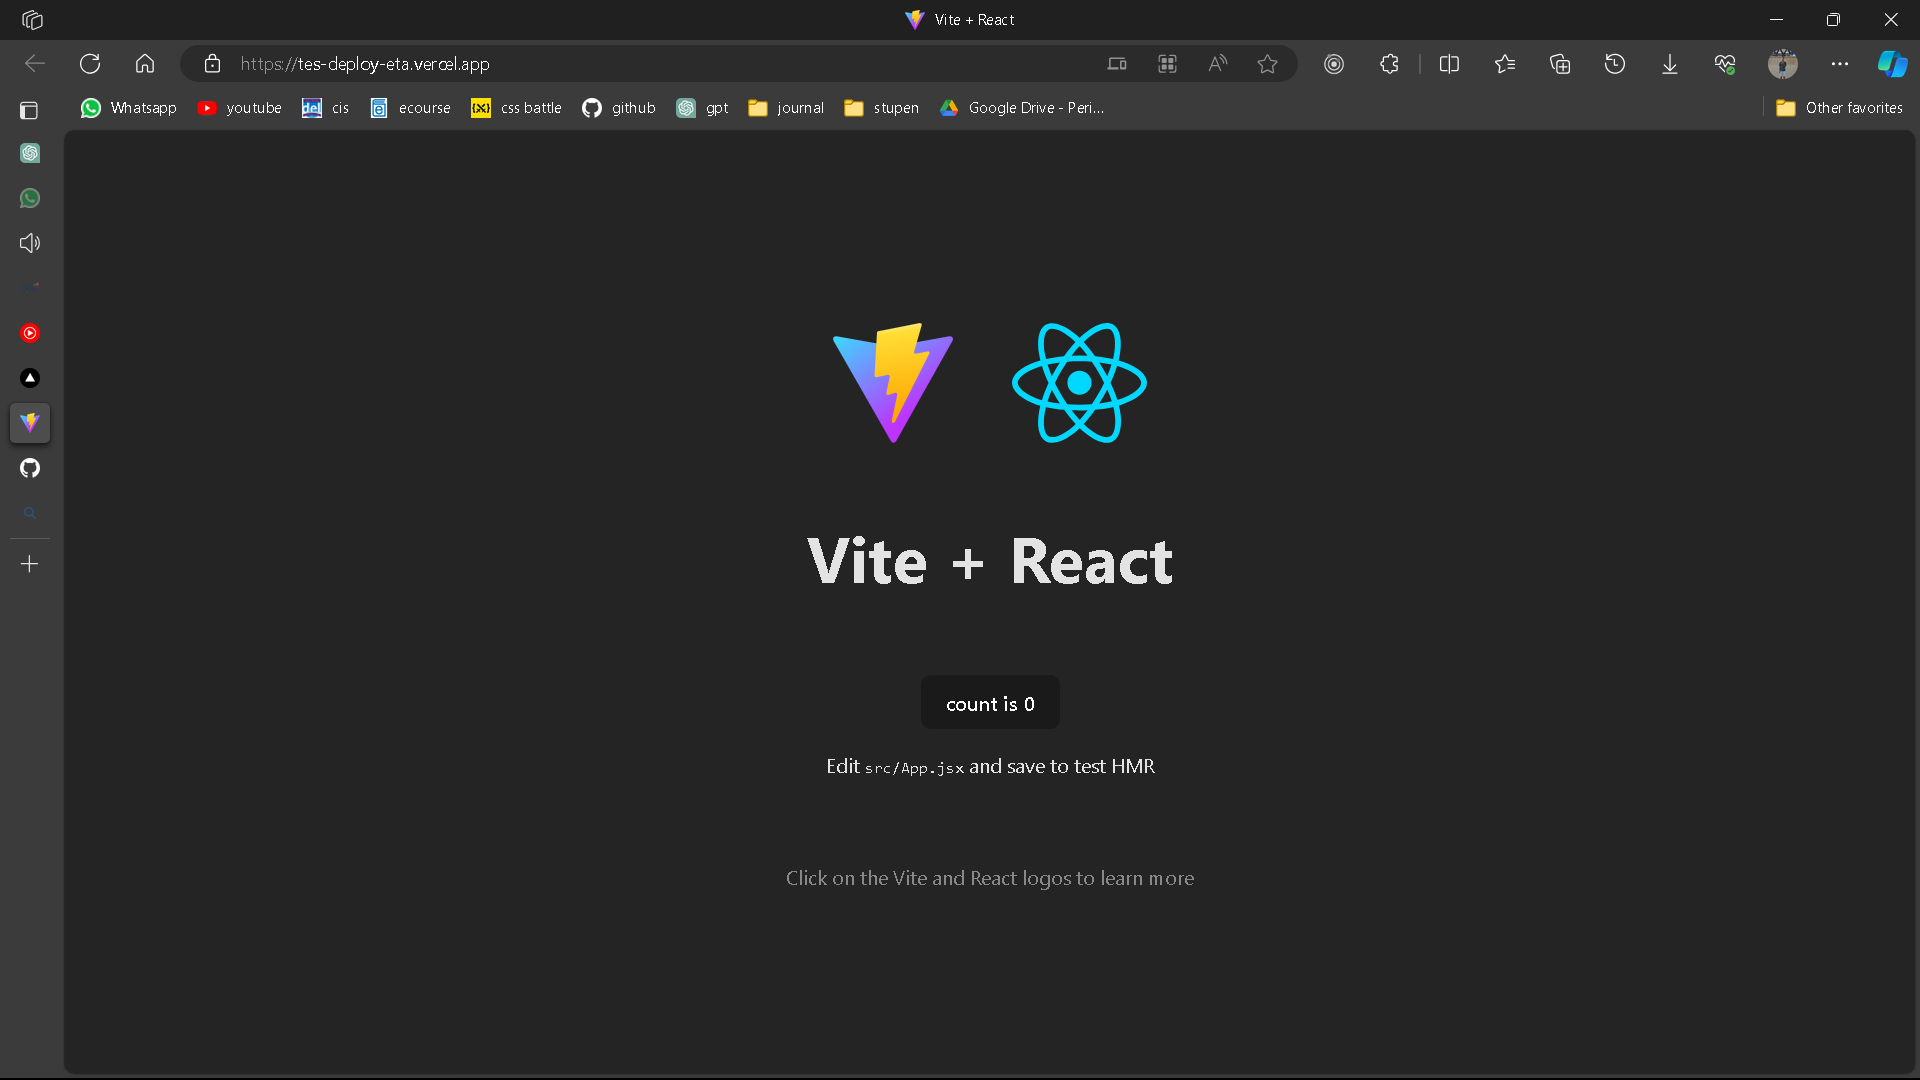 Vite + React
https://tes-deploy-eta.vercel.app
Whatsapp
youtube
cis
ecourse
css battle
github
gpt
journal
stupen
Google Drive - Peri...
Other favorites
Vite + React
count is 0
Edit src/App.jsx and save to test HMR
Click on the Vite and React logos to learn more